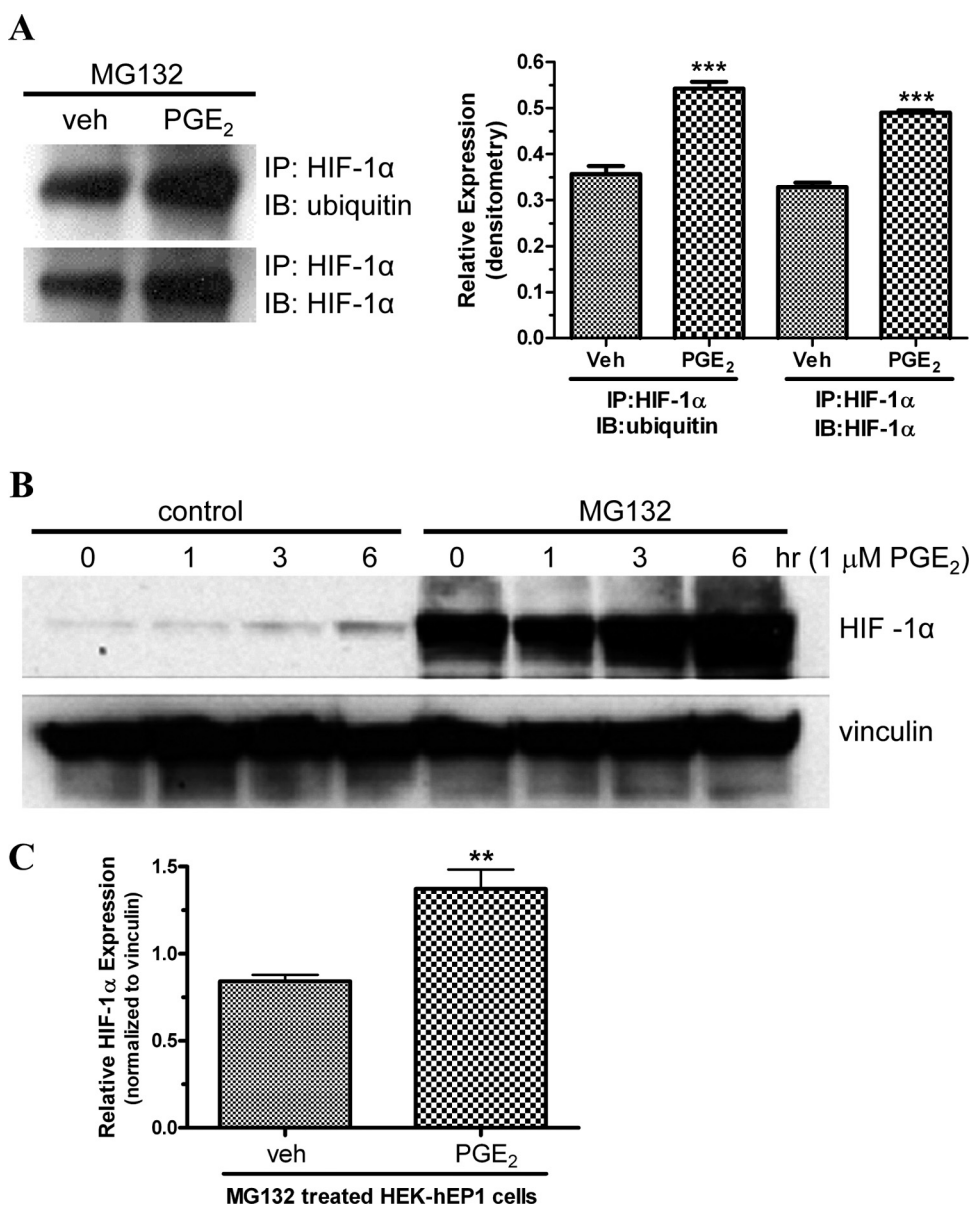 A
MG132
veh PGE₂
IP: HIF-1α
IB: ubiquitin
IP: HIF-1α
IB: HIF-1α
Relative Expression
(densitometry)
0.6
0.5
0.4
0.3
0.2
0.1
0.0
*** ***
Veh PGE₂ Veh PGE₂
IP:HIF-1α IP:HIF-1α
IB:ubiquitin IB:HIF-1α
B
control MG132
0 1 3 6 0 1 3 6 hr (1 μM PGE₂)
HIF -1α
vinculin
C
Relative HIF-1α Expression
(normalized to vinculin)
1.5
1.0
0.5
0.0
**
veh PGE₂
MG132 treated HEK-hEP1 cells